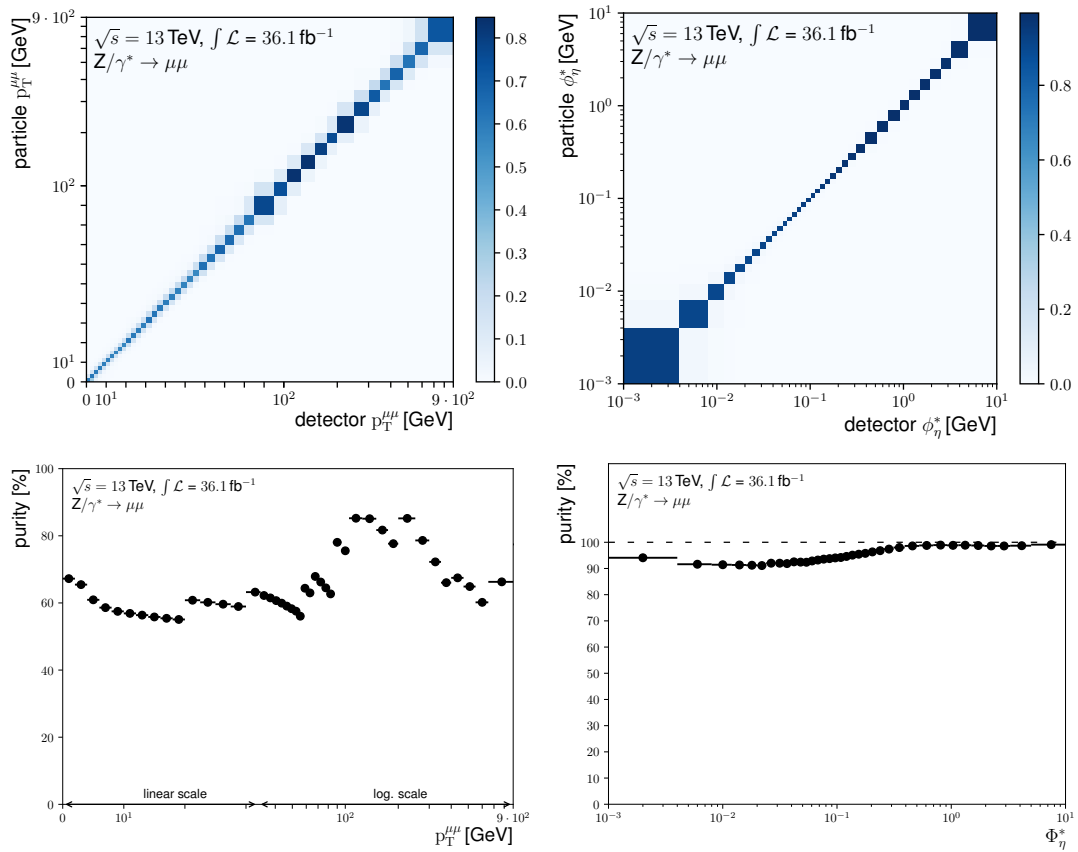 9 · 10²
√s = 13 TeV, ∫ ℒ = 36.1 fb⁻¹
Z/γ* → μμ
particle p_T^μμ [GeV]
10²
10¹
0
0 10¹
10²
9 · 10²
detector p_T^μμ [GeV]
0.8
0.7
0.6
0.5
0.4
0.3
0.2
0.1
0.0
10¹
√s = 13 TeV, ∫ ℒ = 36.1 fb⁻¹
Z/γ* → μμ
particle ϕ*_η [GeV]
10⁰
10⁻¹
10⁻²
10⁻³
10⁻³
10⁻²
10⁻¹
10⁰
10¹
detector ϕ*_η [GeV]
0.8
0.6
0.4
0.2
0.0
purity [%]
100
80
60
40
20
0
√s = 13 TeV, ∫ ℒ = 36.1 fb⁻¹
Z/γ* → μμ
linear scale
log. scale
0
10¹
10²
9 · 10²
p_T^μμ [GeV]
purity [%]
100
90
80
70
60
50
40
30
20
10
0
√s = 13 TeV, ∫ ℒ = 36.1 fb⁻¹
Z/γ* → μμ
10⁻³
10⁻²
10⁻¹
10⁰
10¹
Φ*_η